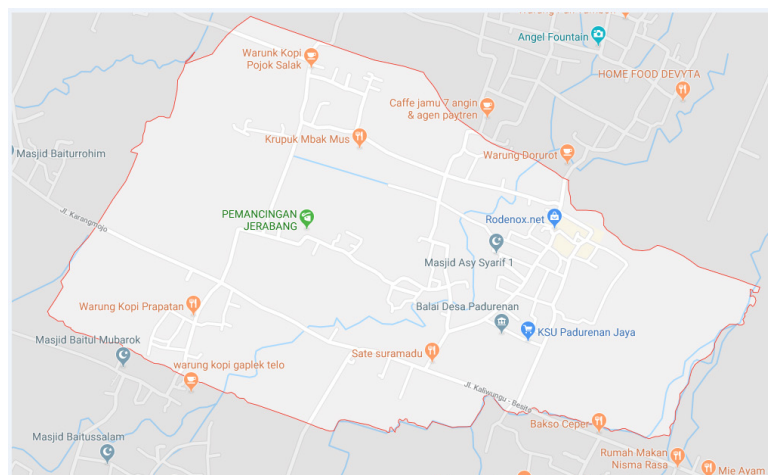 Angel Fountain
Warunk Kopi
Pojok Salak
HOME FOOD DEVYTA
Caffe jamu 7 angin
& agen paytren
Krupuk Mbak Mus
Masjid Baiturrohim
Warung Dorurot
Jl. Karangmojo
PEMANCINGAN
JERABANG
Rodenox.net
Masjid Asy Syarif 1
Warung Kopi Prapatan
Balai Desa Padurenan
KSU Padurenan Jaya
Masjid Baitul Mubarok
Sate suramadu
warung kopi gaplek telo
Jl. Kaliwungu - Besito
Bakso Ceper
Masjid Baitussalam
Rumah Makan
Nisma Rasa
Mie Ayam